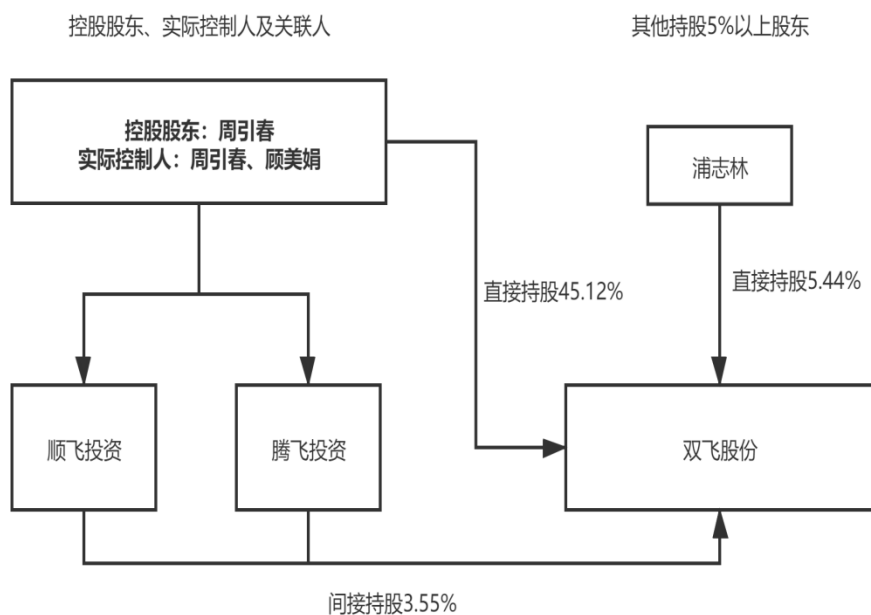 控股股东、实际控制人及关联人
其他持股5%以上股东
控股股东：周引春
实际控制人：周引春、顾美娟
浦志林
直接持股45.12%
直接持股5.44%
顺飞投资
腾飞投资
双飞股份
间接持股3.55%